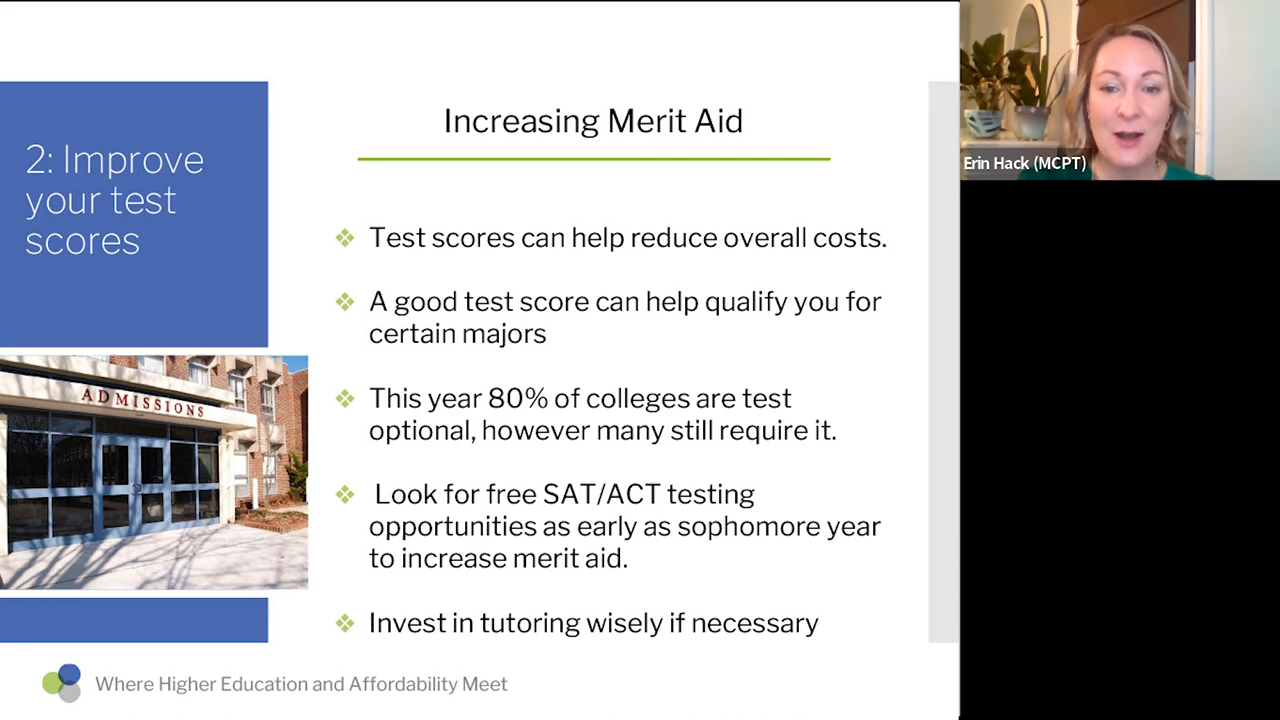 2: Improve
your test
scores
Increasing Merit Aid
Test scores can help reduce overall costs.
A good test score can help qualify you for
certain majors
This year 80% of colleges are test
optional, however many still require it.
Look for free SAT/ACT testing
opportunities as early as sophomore year
to increase merit aid.
Invest in tutoring wisely if necessary
ADMISSIONS
Where Higher Education and Affordability Meet
Erin Hack (MCPT)